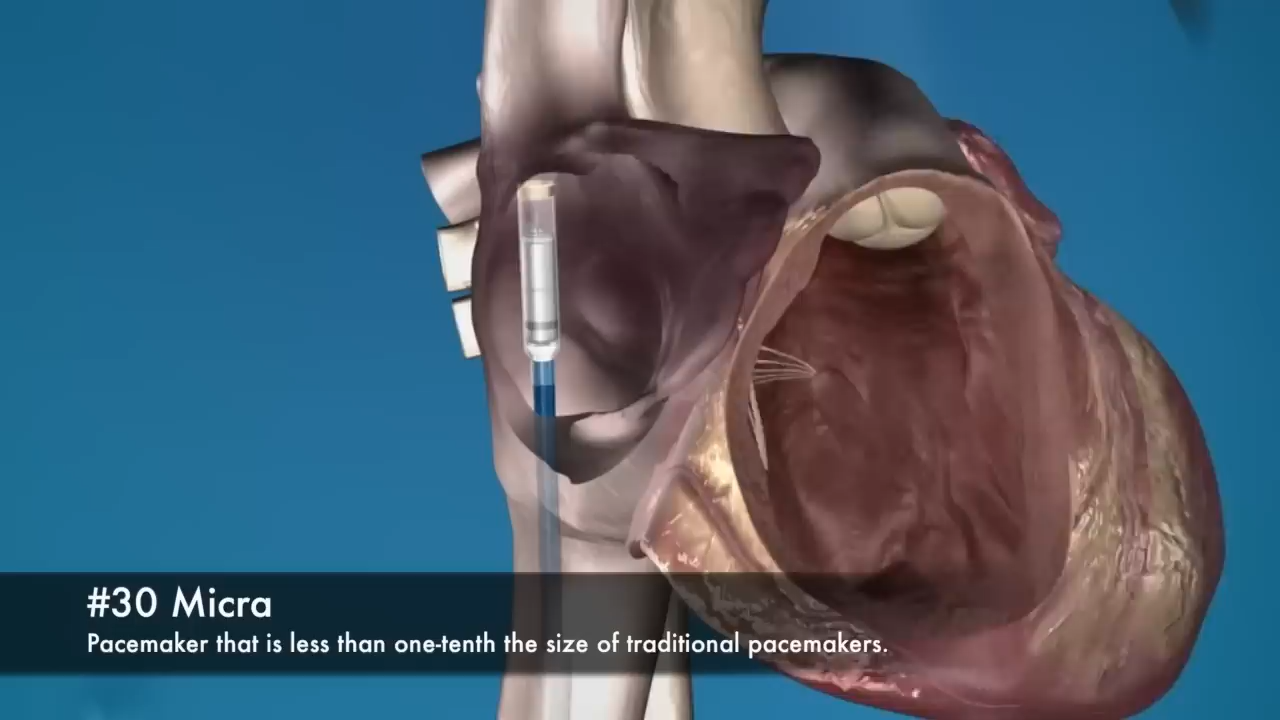 #30 Micra
Pacemaker that is less than one-tenth the size of traditional pacemakers.